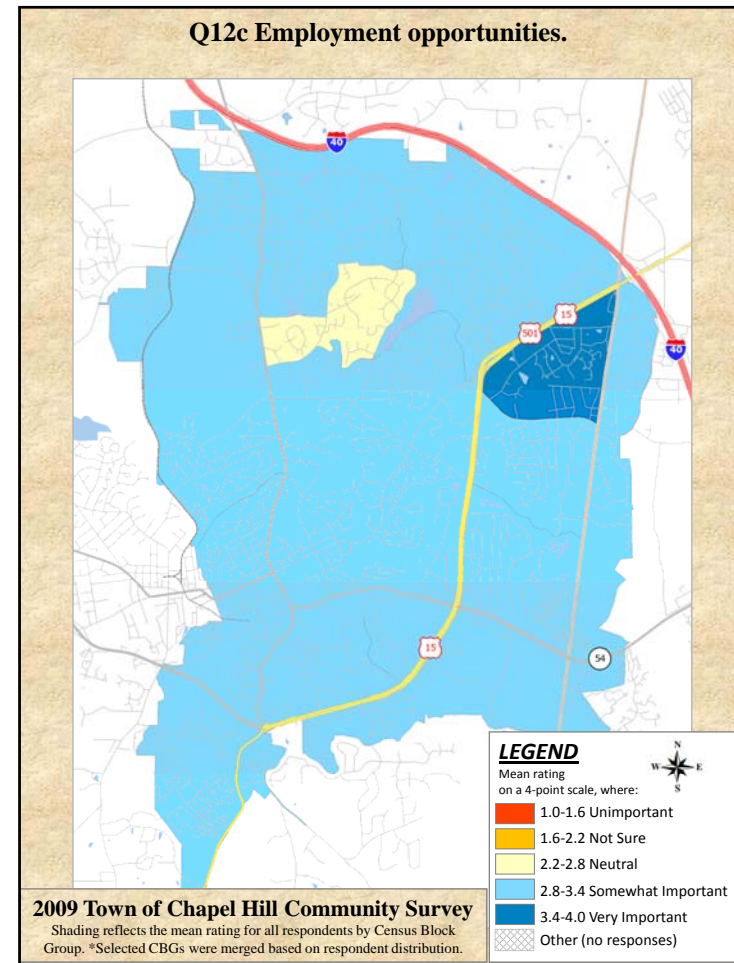 Q12c Employment opportunities.
40
15
501
40
15
54
LEGEND
Mean rating
on a 4-point scale, where:
N
W E
S
1.0-1.6 Unimportant
1.6-2.2 Not Sure
2.2-2.8 Neutral
2.8-3.4 Somewhat Important
3.4-4.0 Very Important
Other (no responses)
2009 Town of Chapel Hill Community Survey
Shading reflects the mean rating for all respondents by Census Block
Group. *Selected CBGs were merged based on respondent distribution.